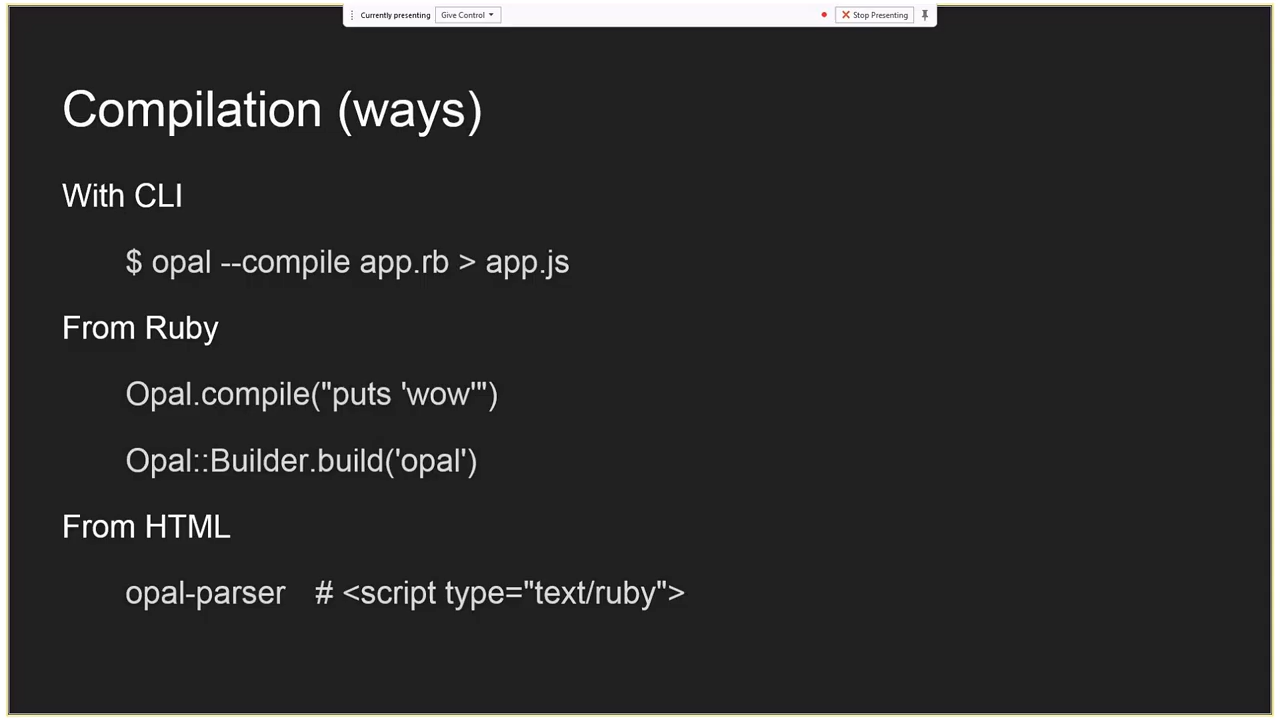 Currently presenting Give Control Stop Presenting
Compilation (ways)
With CLI
$ opal --compile app.rb > app.js
From Ruby
Opal.compile("puts 'wow'")
Opal::Builder.build('opal')
From HTML
opal-parser # <script type="text/ruby">